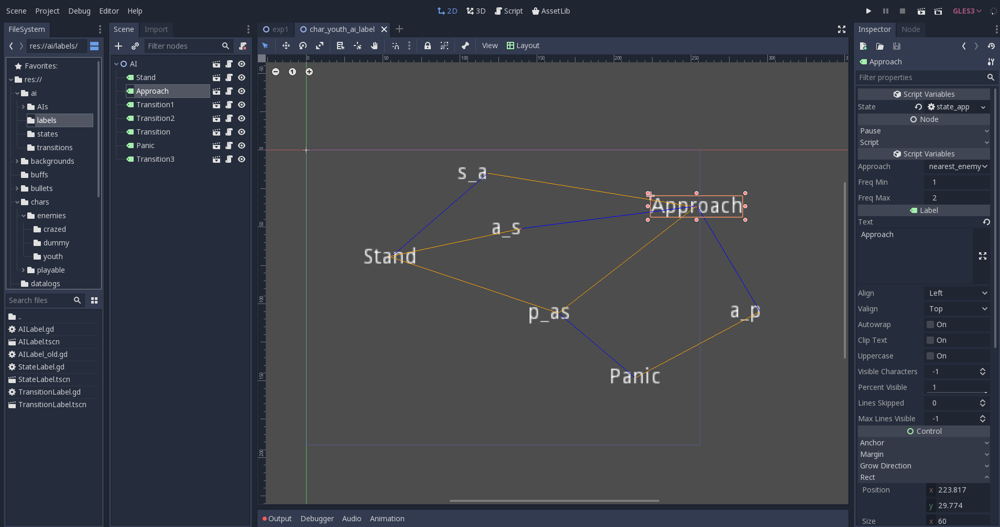 Scene Project Debug Editor Help
2D 3D Script AssetLib
GLES3
FileSystem
res://ai/labels/
Favorites:
res://
ai
AIs
labels
states
transitions
backgrounds
buffs
bullets
chars
enemies
crazed
dummy
youth
playable
datalogs
Search files
..
AILabel.gd
AILabel.tscn
AILabel_old.gd
StateLabel.gd
StateLabel.tscn
TransitionLabel.gd
TransitionLabel.tscn
Scene Import
Filter nodes
AI
Stand
Approach
Transition1
Transition2
Transition
Panic
Transition3
exp1 char_youth_ai_label
View Layout
0 50 100 150 200 250 300
-50
0
50
100
150
200
1
s_a
Approach
a_s
Stand
p_as
a_p
Panic
Output Debugger Audio Animation
Inspector Node
Approach
Filter properties
Script Variables
State state_app
Node
Pause
Script
Script Variables
Approach nearest_enemy
Freq Min 1
Freq Max 2
Label
Text
Approach
Align Left
Valign Top
Autowrap On
Clip Text On
Uppercase On
Visible Characters -1
Percent Visible 1
Lines Skipped 0
Max Lines Visible -1
Control
Anchor
Margin
Grow Direction
Rect
Position x 223.817
y 29.774
Size x 60